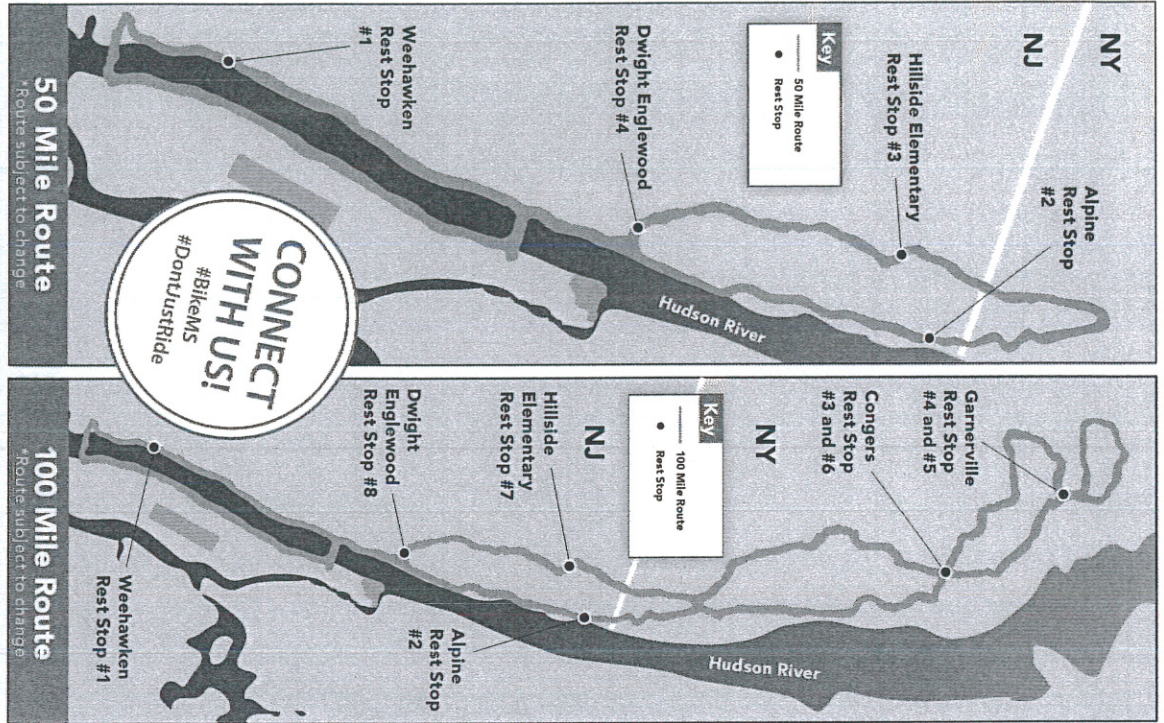 NY
NJ
Alpine
Rest Stop
#2
Hillside Elementary
Rest Stop #3
Key
50 Mile Route
Rest Stop
Dwight Englewood
Rest Stop #4
Hudson River
Weehawken
Rest Stop
#1
50 Mile Route
*Route subject to change
CONNECT
WITH US!
#BikeMS
#DontJustRide
Garnerville
Rest Stop
#4 and #5
Congers
Rest Stop
#3 and #6
NY
Key
100 Mile Route
Rest Stop
NJ
Hillside
Elementary
Rest Stop #7
Dwight
Englewood
Rest Stop #8
Alpine
Rest Stop
#2
Hudson River
Weehawken
Rest Stop #1
100 Mile Route
*Route subject to change